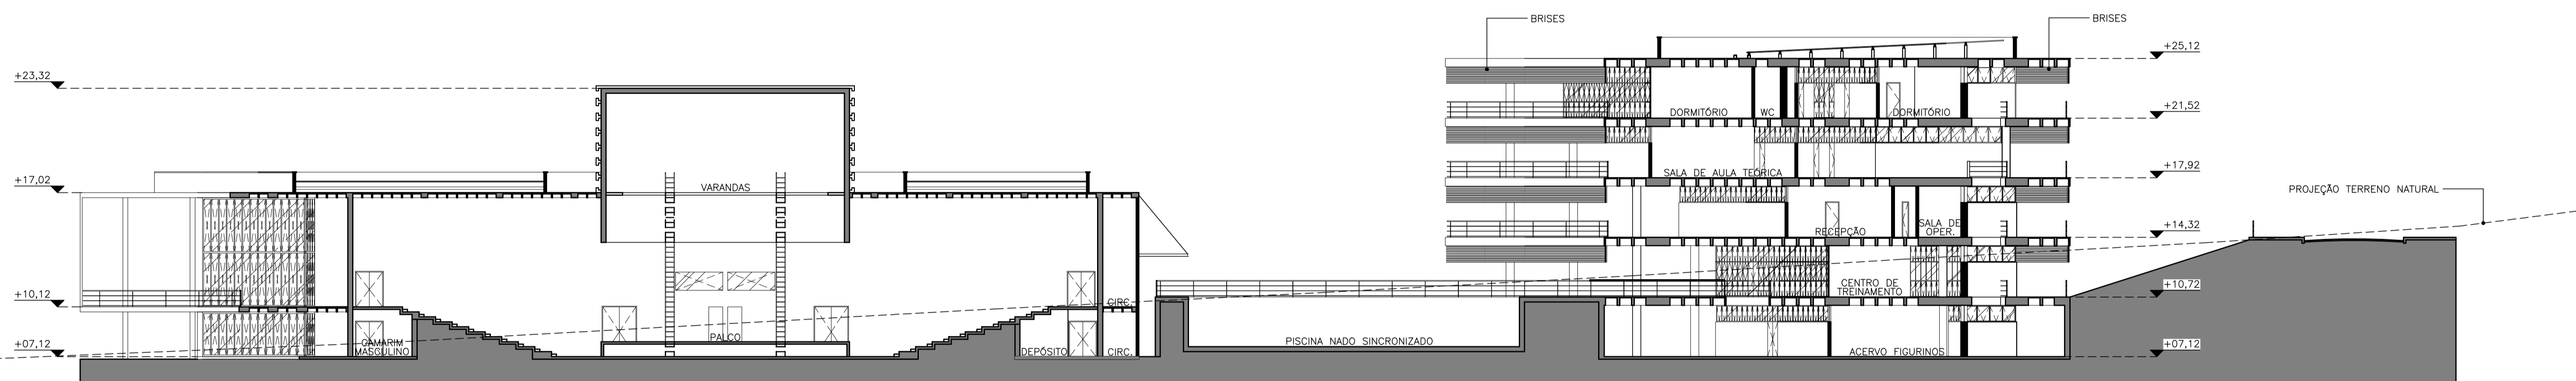 BRISES
BRISES
+25,12
+23,32
+21,52
DORMITÓRIO
WC
DORMITÓRIO
+17,92
SALA DE AULA TEÓRICA
+17,02
VARANDAS
PROJEÇÃO TERRENO NATURAL
+14,32
RECEPÇÃO
SALA DE
OPER.
+10,72
CENTRO DE
TREINAMENTO
+10,12
CIRC.
+07,12
CAMARIM
MASCULINO
PALCO
DEPÓSITO
CIRC.
PISCINA NADO SINCRONIZADO
ACERVO FIGURINOS
+07,12